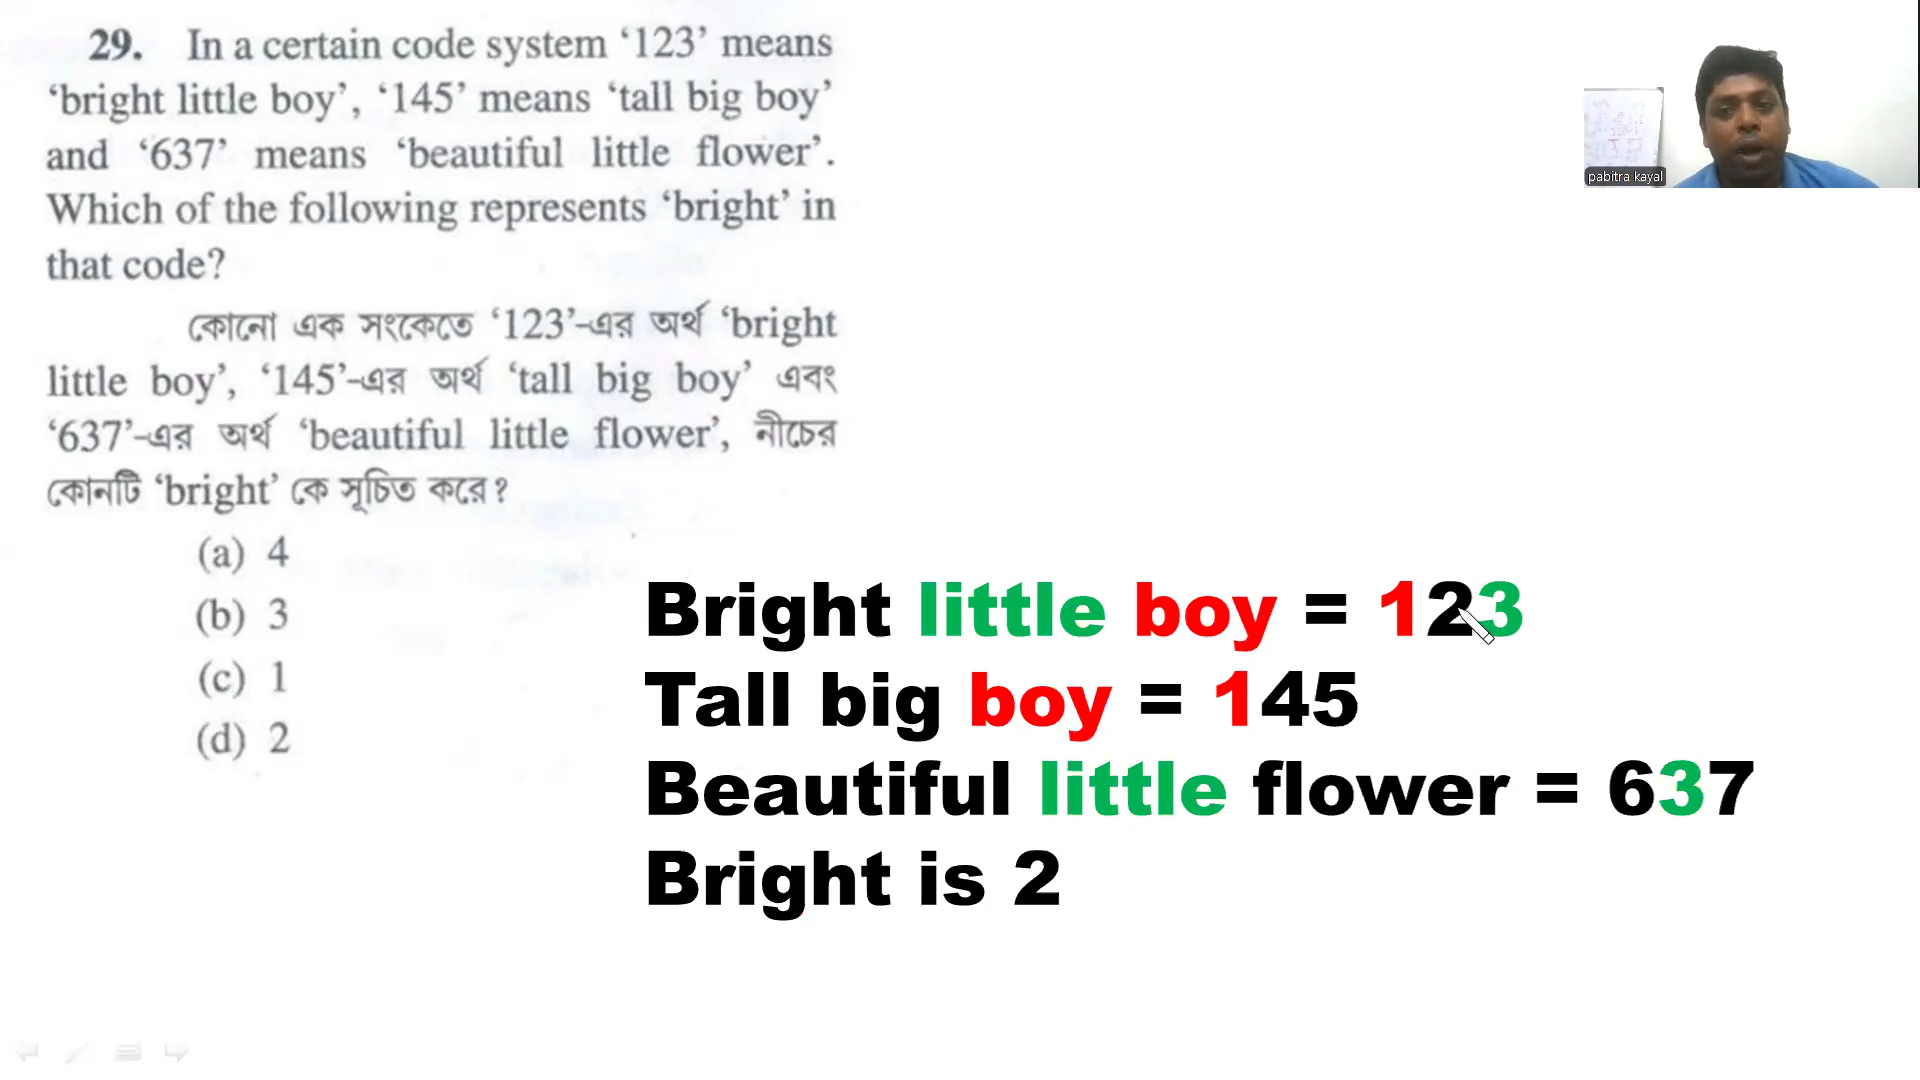 29. In a certain code system ‘123’ means
‘bright little boy’, ‘145’ means ‘tall big boy’
and ‘637’ means ‘beautiful little flower’.
Which of the following represents ‘bright’ in
that code?
কোনো এক সংকেতে ‘123’-এর অর্থ ‘bright
little boy’, ‘145’-এর অর্থ ‘tall big boy’ এবং
‘637’-এর অর্থ ‘beautiful little flower’, নীচের
কোনটি ‘bright’ কে সূচিত করে?
(a) 4
(b) 3
(c) 1
(d) 2
Bright little boy = 123
Tall big boy = 145
Beautiful little flower = 637
Bright is 2
pabitra kayal